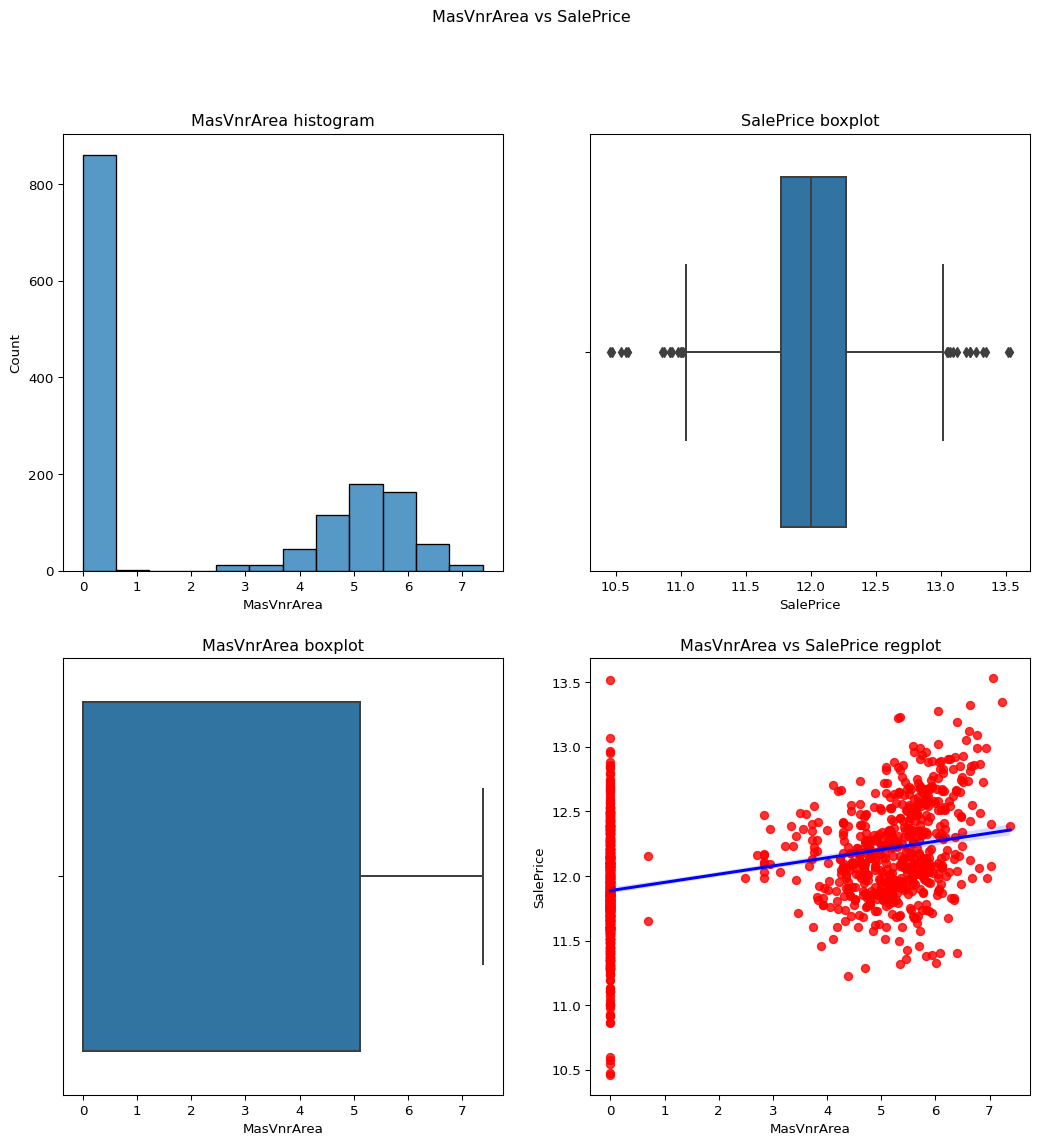 MasVnrArea vs SalePrice
MasVnrArea histogram
Count
800
600
400
200
0
0 1 2 3 4 5 6 7
MasVnrArea
SalePrice boxplot
10.5 11.0 11.5 12.0 12.5 13.0 13.5
SalePrice
MasVnrArea boxplot
0 1 2 3 4 5 6 7
MasVnrArea
MasVnrArea vs SalePrice regplot
SalePrice
13.5
13.0
12.5
12.0
11.5
11.0
10.5
0 1 2 3 4 5 6 7
MasVnrArea